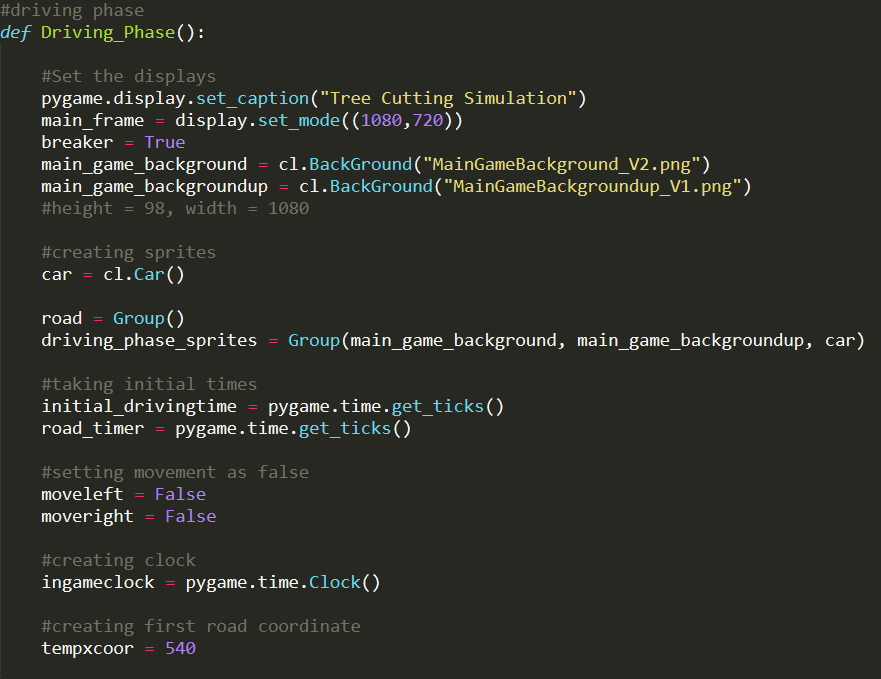 #driving phase
def Driving_Phase():
#Set the displays
pygame.display.set_caption("Tree Cutting Simulation")
main_frame = display.set_mode((1080,720))
breaker = True
main_game_background = cl.BackGround("MainGameBackground_V2.png")
main_game_backgroundup = cl.BackGround("MainGameBackgroundup_V1.png")
#height = 98, width = 1080
#creating sprites
car = cl.Car()
road = Group()
driving_phase_sprites = Group(main_game_background, main_game_backgroundup, car)
#taking initial times
initial_drivingtime = pygame.time.get_ticks()
road_timer = pygame.time.get_ticks()
#setting movement as false
moveleft = False
moveright = False
#creating clock
ingameclock = pygame.time.Clock()
#creating first road coordinate
tempxcoor = 540